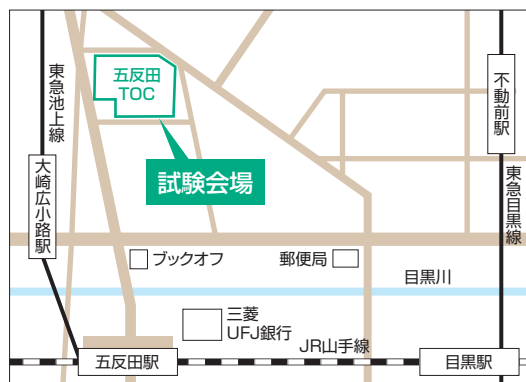 東急池上線
五反田
TOC
不動前駅
試験会場
大崎広小路駅
東急目黒線
ブックオフ
郵便局
目黒川
三菱
UFJ銀行
JR山手線
五反田駅
目黒駅